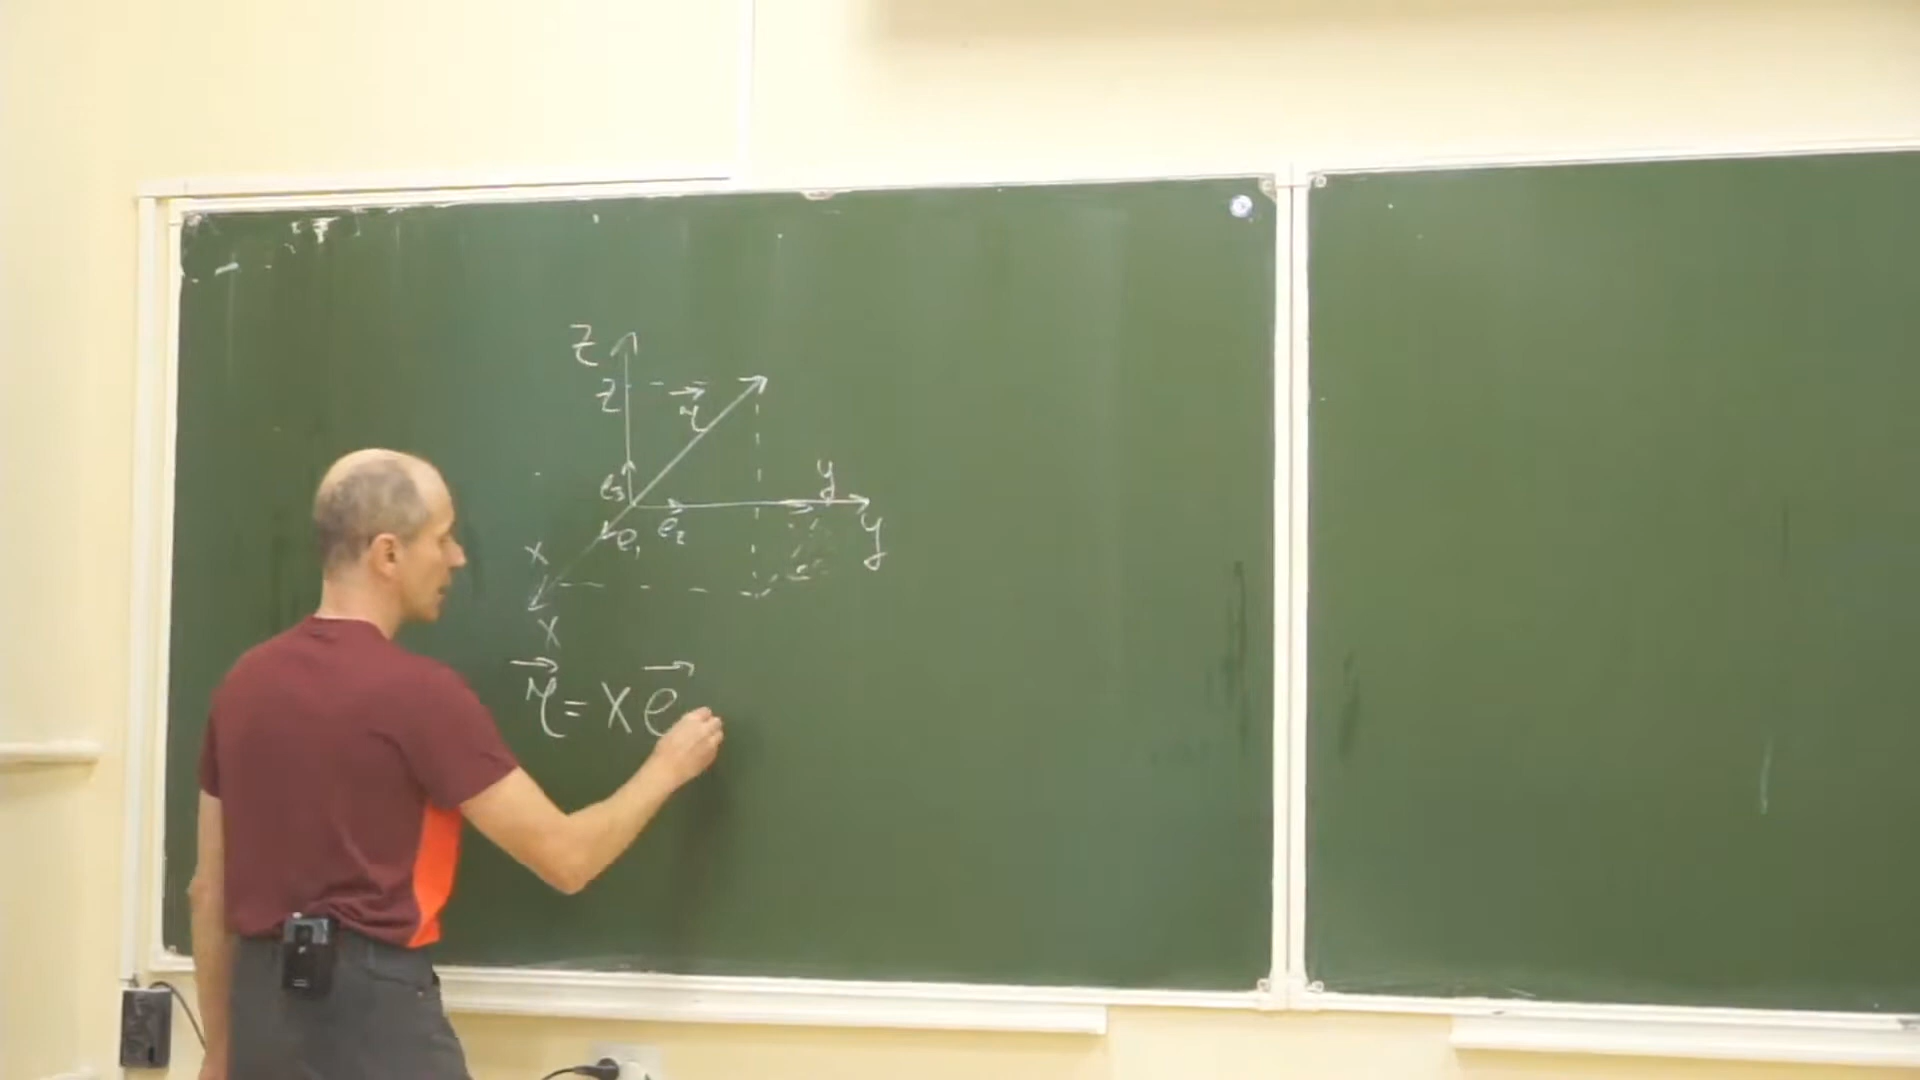 Z
z
r⃗
e₃
y
e₂
y
e₁
x
X
r⃗ = x e⃗